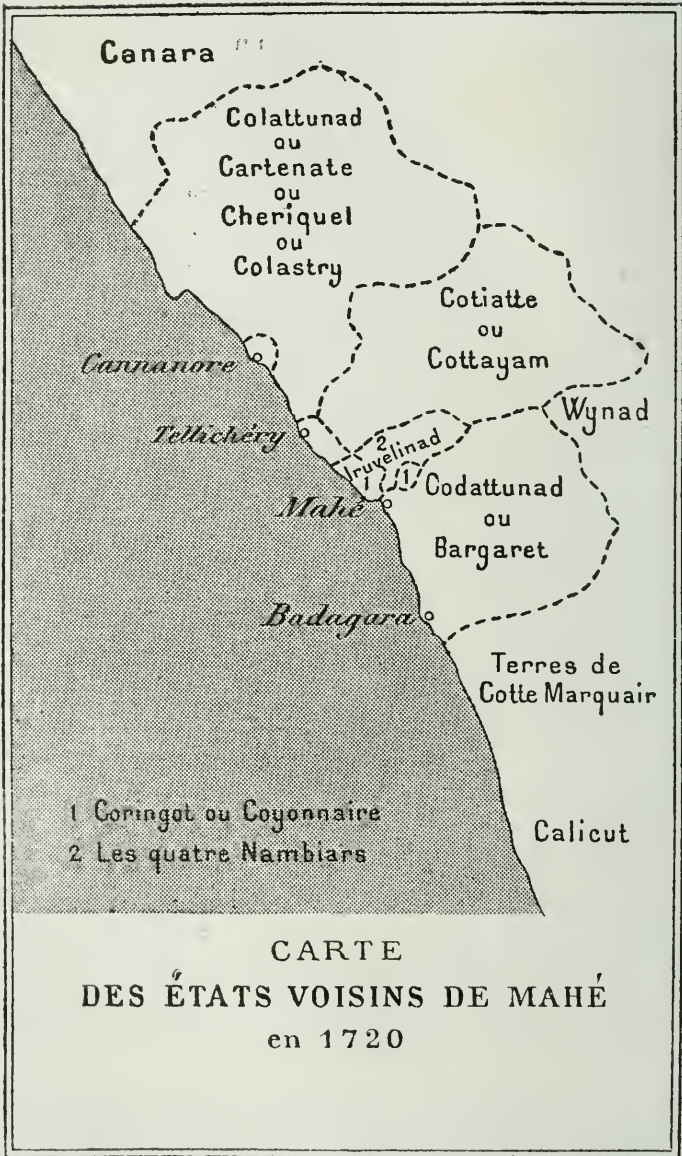 Canara
Colattunad
ou
Cartenate
ou
Cheriquel
ou
Colastry
Cotiatte
ou
Cottayam
Cannanore
Wynad
Tellichéry
2
Iruvelinad
1
1
Mahé
Codattunad
ou
Bargaret
Badagara
Terres de
Cotte Marquair
1 Coringot ou Coyonnaire
2 Les quatre Nambiars
Calicut
CARTE
DES ÉTATS VOISINS DE MAHÉ
en 1720